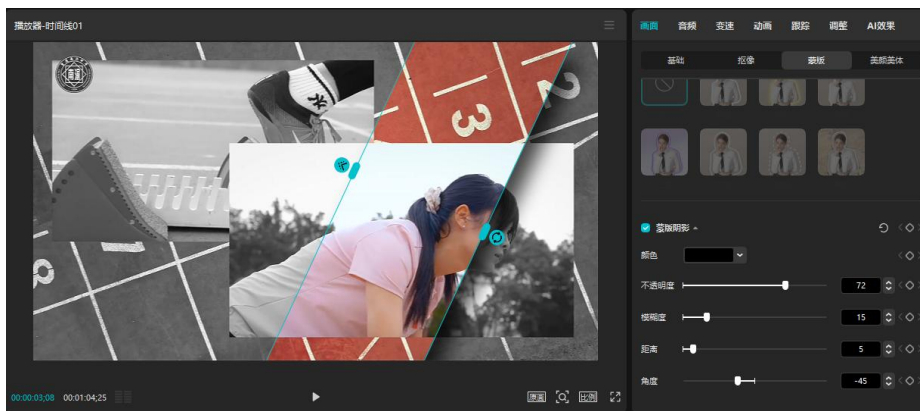 播放器-时间线01
画面 音频 变速 动画 跟踪 调整 AI效果
基础 抠像 蒙版 美颜美体
2
3
8
蒙版阴影
颜色
不透明度 72
模糊度 15
距离 5
角度 -45
00:00:03;08 00:01:04;25
原画 比例